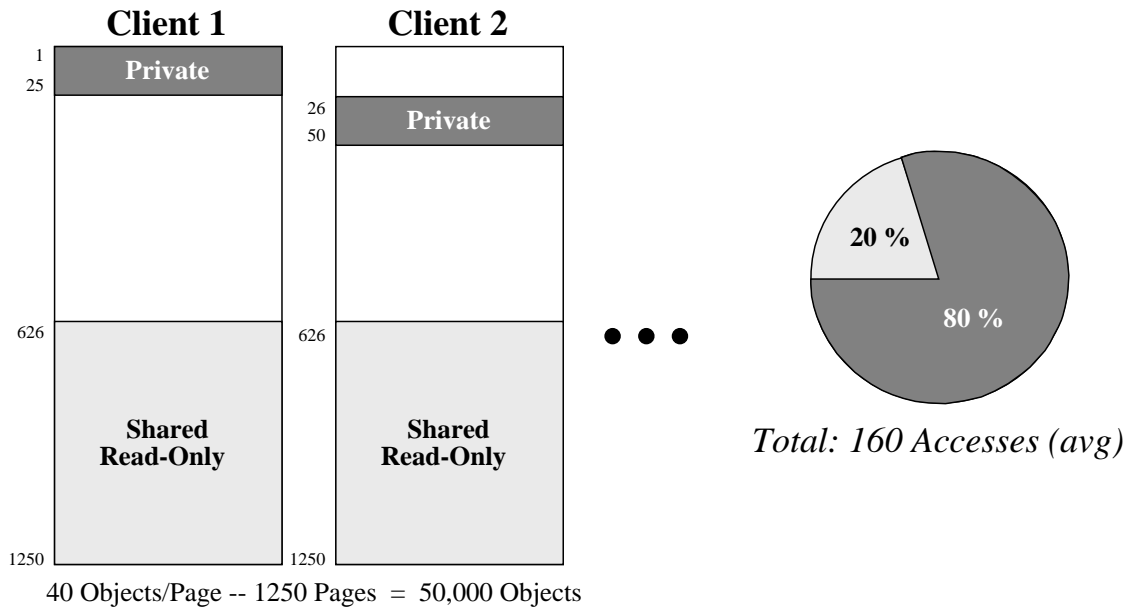 Client 1
Client 2
1
25
Private
26
50
Private
626
626
Shared
Read-Only
Shared
Read-Only
1250
1250
20 %
80 %
Total: 160 Accesses (avg)
40 Objects/Page -- 1250 Pages = 50,000 Objects